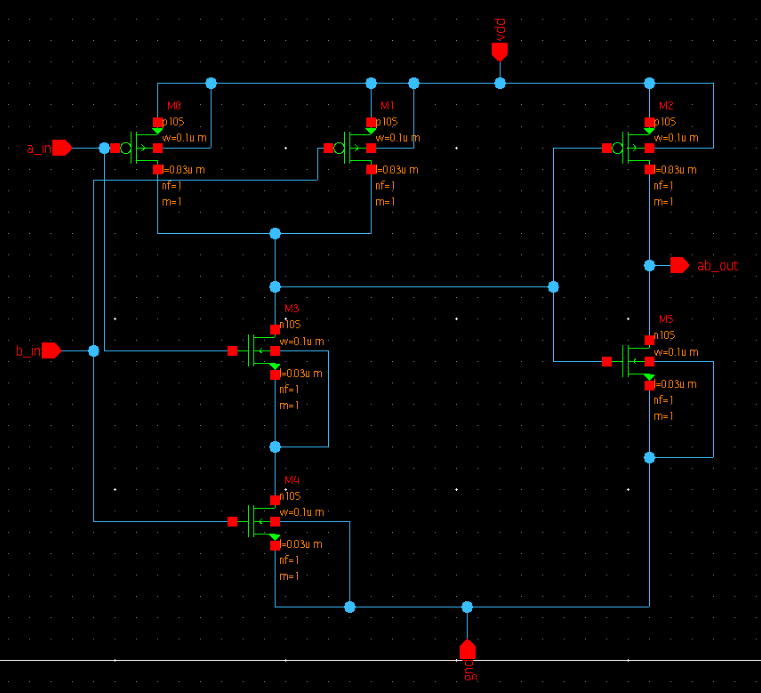 vdd
M0
p105
w=0.1u m
l=0.03u m
nf=1
m=1
M1
p105
w=0.1u m
l=0.03u m
nf=1
m=1
M2
p105
w=0.1u m
l=0.03u m
nf=1
m=1
a_in
ab_out
M3
n105
w=0.1u m
l=0.03u m
nf=1
m=1
M5
n105
w=0.1u m
l=0.03u m
nf=1
m=1
b_in
M4
n105
w=0.1u m
l=0.03u m
nf=1
m=1
gnd